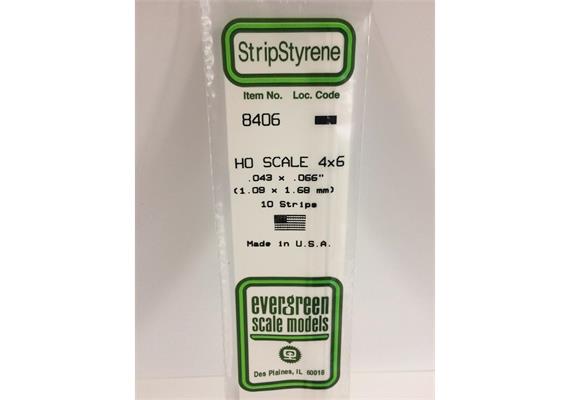 StripStyrene
Item No. Loc. Code
8406
HO SCALE 4x6
.043 x .066"
(1.09 x 1.68 mm)
10 Strips
Made in U.S.A.
evergreen
scale models
Des Plaines, IL 60018